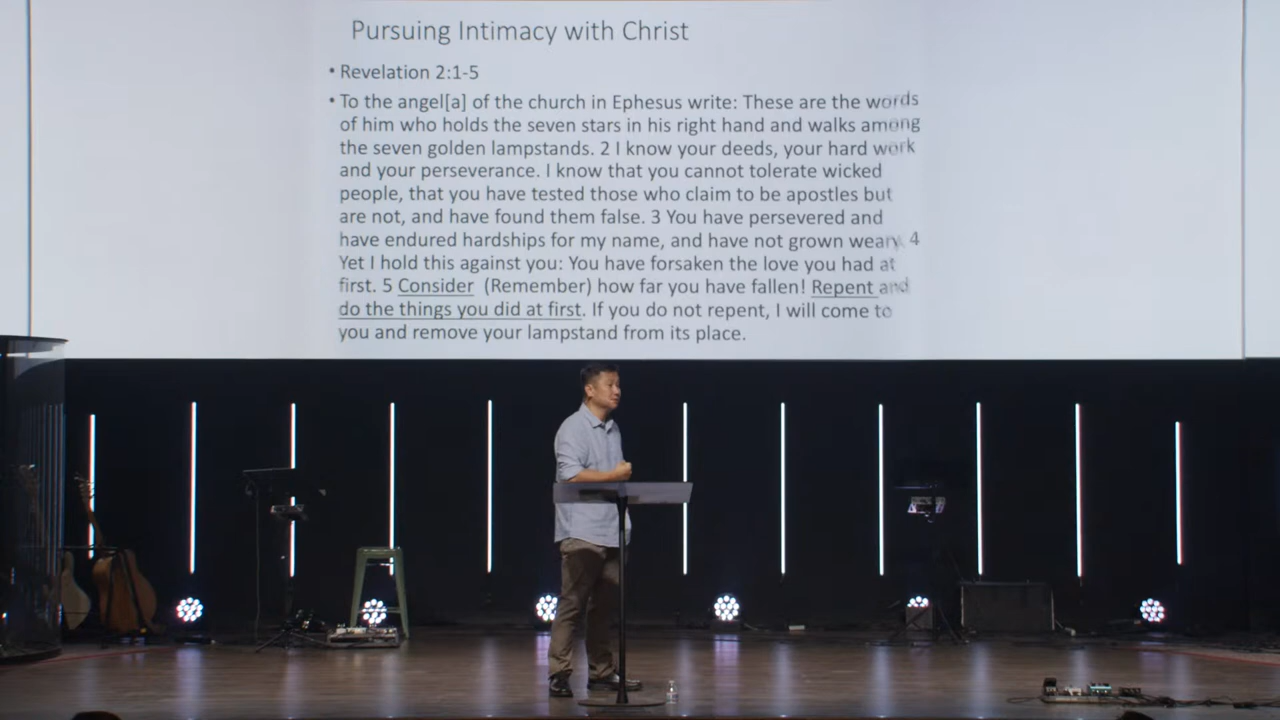 Pursuing Intimacy with Christ
• Revelation 2:1-5
• To the angel[a] of the church in Ephesus write: These are the words
of him who holds the seven stars in his right hand and walks among
the seven golden lampstands. 2 I know your deeds, your hard work
and your perseverance. I know that you cannot tolerate wicked
people, that you have tested those who claim to be apostles but
are not, and have found them false. 3 You have persevered and
have endured hardships for my name, and have not grown weary. 4
Yet I hold this against you: You have forsaken the love you had at
first. 5 Consider (Remember) how far you have fallen! Repent and
do the things you did at first. If you do not repent, I will come to
you and remove your lampstand from its place.